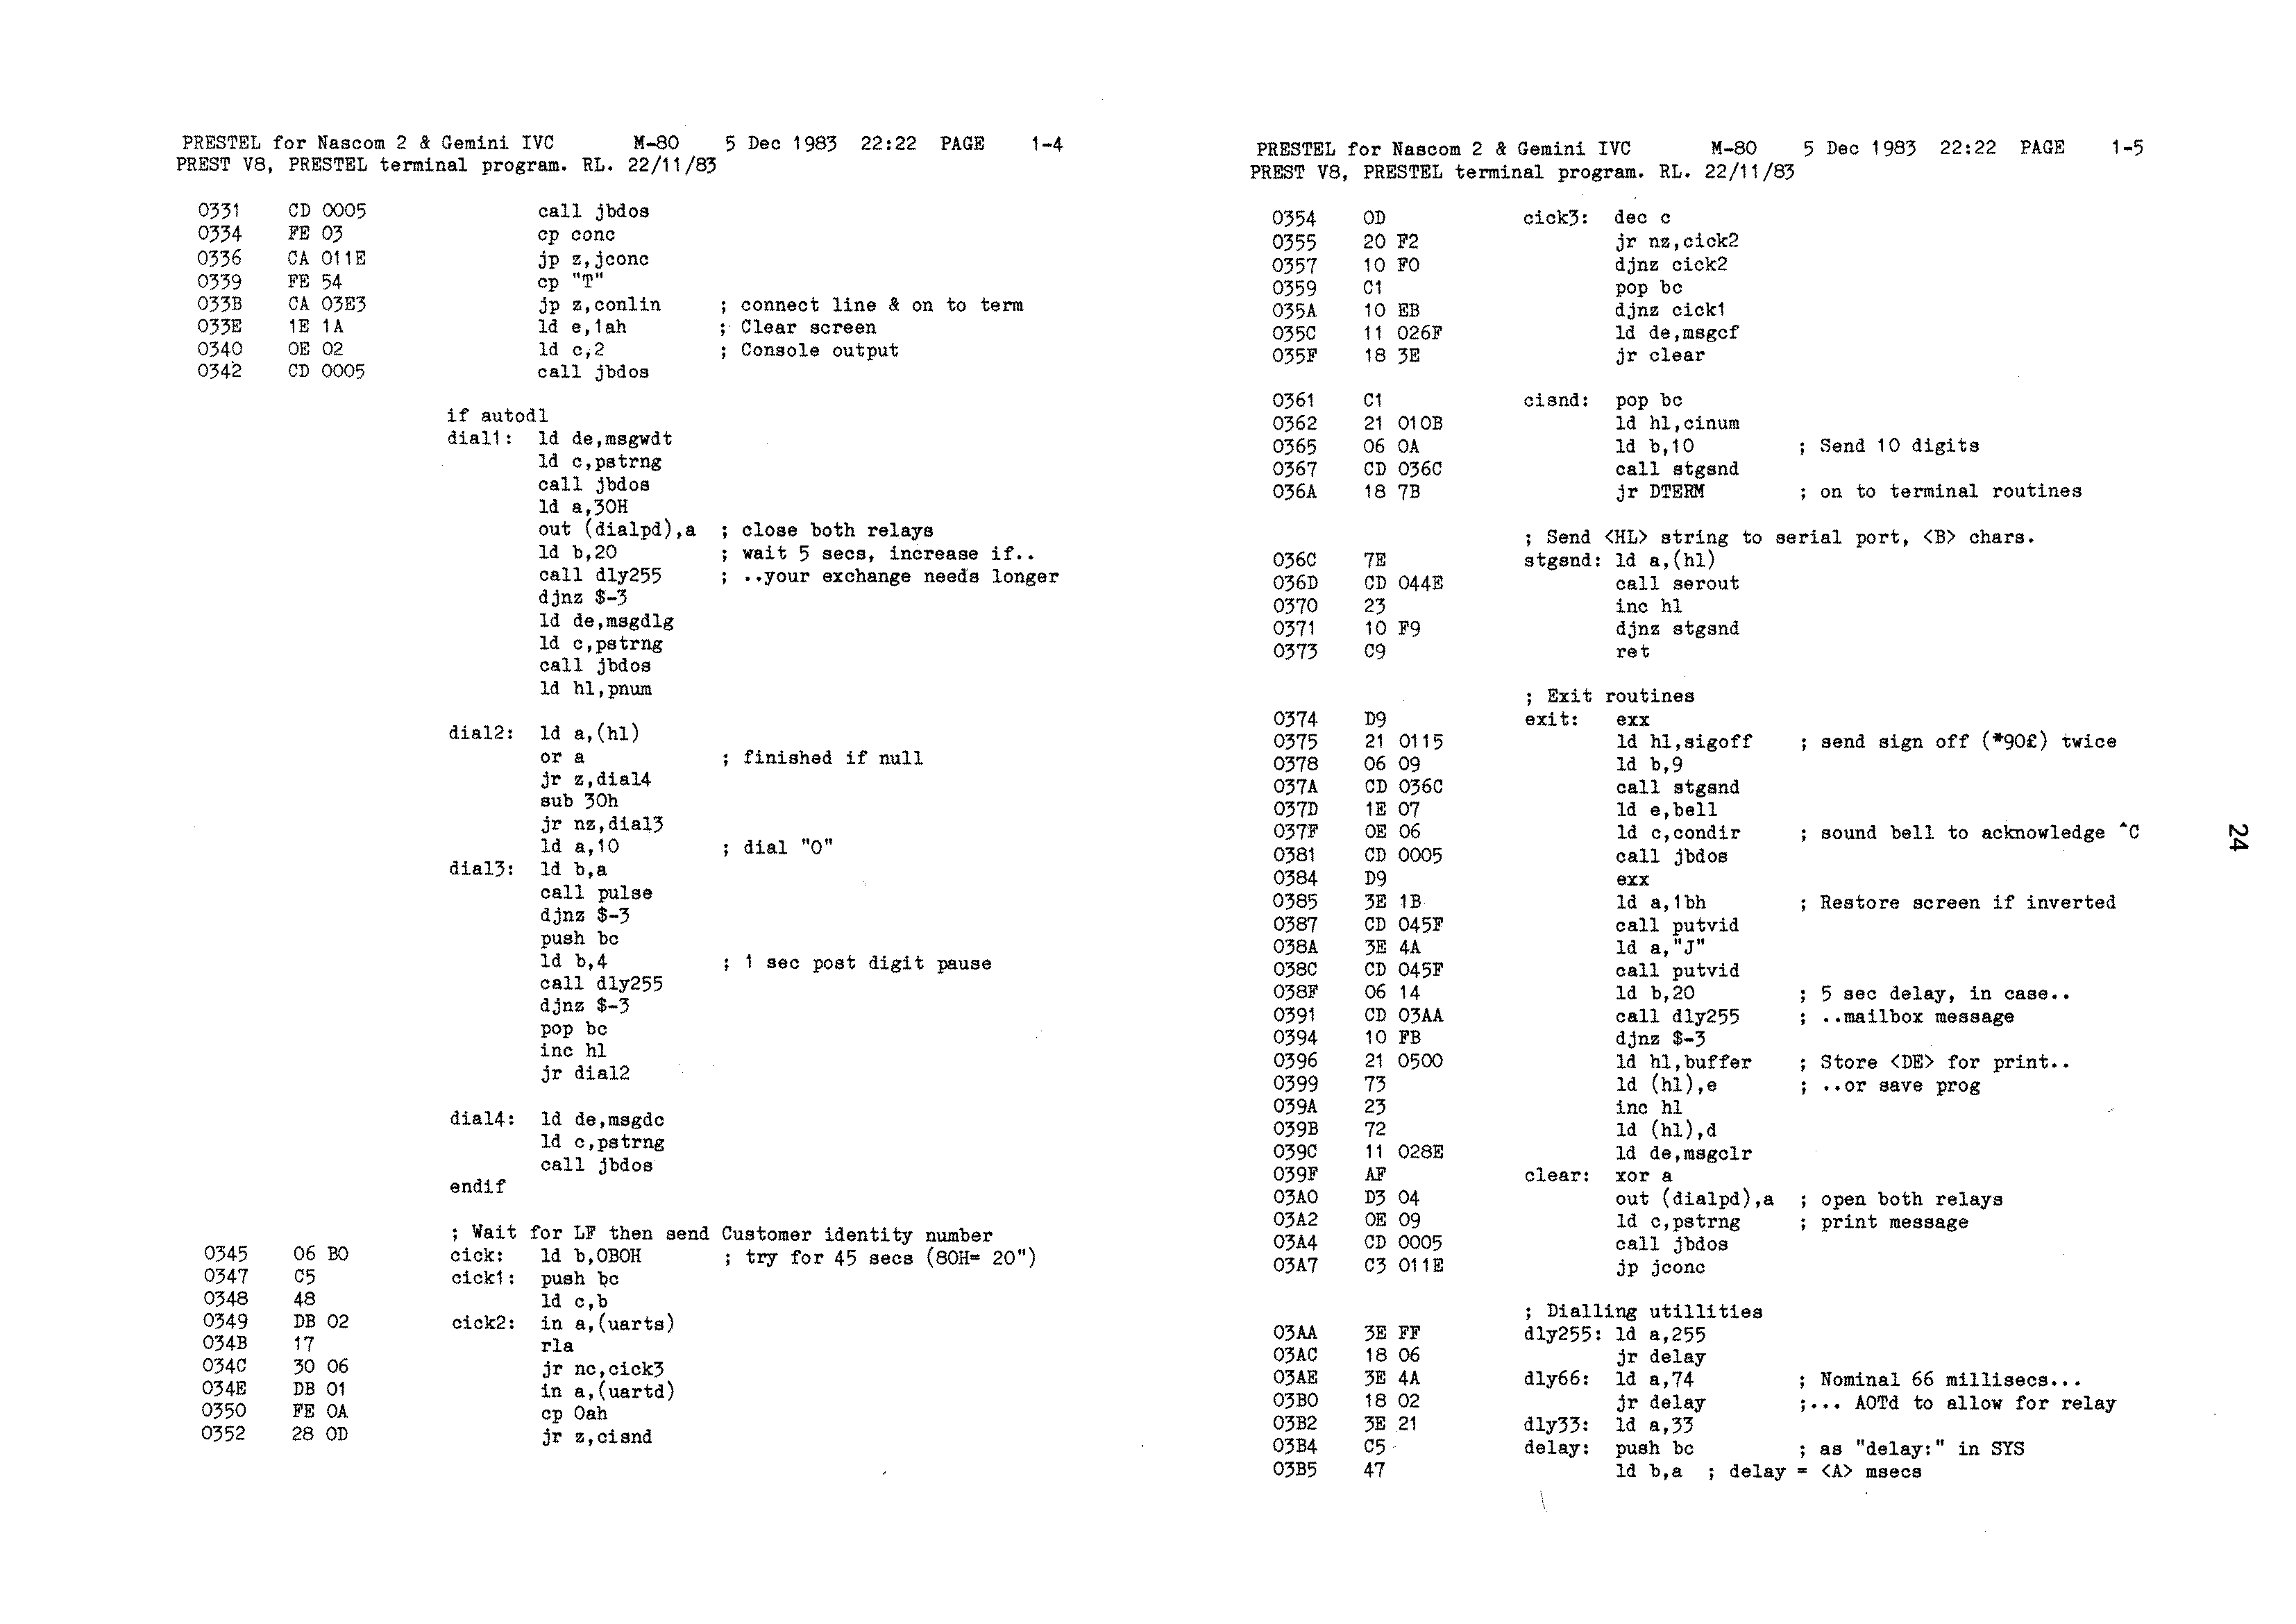 PRESTEL for Nascom 2 & Gemini IVC       M-80    5 Dec 1983  22:22  PAGE    1-4
PREST V8, PRESTEL terminal program. RL. 22/11/83
0331    CD 0005    call jbdos
0334    FE 03    cp conc
0336    CA 011E    jp z,jconc
0339    FE 54    cp "T"
033B    CA 03E3    jp z,conlin    ; connect line & on to term
033E    1E 1A    ld e,1ah    ; Clear screen
0340    0E 02    ld c,2    ; Console output
0342    CD 0005    call jbdos
if autodl
dial1:  ld de,msgwdt
ld c,pstrng
call jbdos
ld a,30H
out (dialpd),a  ; close both relays
ld b,20    ; wait 5 secs, increase if..
call dly255    ; ..your exchange needs longer
djnz $-3
ld de,msgdlg
ld c,pstrng
call jbdos
ld hl,pnum
dial2:  ld a,(hl)
or a    ; finished if null
jr z,dial4
sub 30h
jr nz,dial3
ld a,10    ; dial "0"
dial3:  ld b,a
call pulse
djnz $-3
push bc
ld b,4    ; 1 sec post digit pause
call dly255
djnz $-3
pop bc
inc hl
jr dial2
dial4:  ld de,msgdc
ld c,pstrng
call jbdos
endif
; Wait for LF then send Customer identity number
0345    06 B0    cick:   ld b,0B0H    ; try for 45 secs (80H= 20")
0347    C5    cick1:  push bc
0348    48    ld c,b
0349    DB 02    cick2:  in a,(uarts)
034B    17    rla
034C    30 06    jr nc,cick3
034E    DB 01    in a,(uartd)
0350    FE 0A    cp 0ah
0352    28 0D    jr z,cisnd
PRESTEL for Nascom 2 & Gemini IVC       M-80    5 Dec 1983  22:22  PAGE    1-5
PREST V8, PRESTEL terminal program. RL. 22/11/83
0354    0D    cick3:  dec c
0355    20 F2    jr nz,cick2
0357    10 F0    djnz cick2
0359    C1    pop bc
035A    10 EB    djnz cick1
035C    11 026F    ld de,msgcf
035F    18 3E    jr clear
0361    C1    cisnd:  pop bc
0362    21 010B    ld hl,cinum
0365    06 0A    ld b,10    ; Send 10 digits
0367    CD 036C    call stgsnd
036A    18 7B    jr DTERM    ; on to terminal routines
; Send <HL> string to serial port, <B> chars.
036C    7E    stgsnd: ld a,(hl)
036D    CD 044E    call serout
0370    23    inc hl
0371    10 F9    djnz stgsnd
0373    C9    ret
; Exit routines
0374    D9    exit:   exx
0375    21 0115    ld hl,sigoff    ; send sign off (*90£) twice
0378    06 09    ld b,9
037A    CD 036C    call stgsnd
037D    1E 07    ld e,bell
037F    0E 06    ld c,condir    ; sound bell to acknowledge ^C
0381    CD 0005    call jbdos
0384    D9    exx
0385    3E 1B    ld a,1bh    ; Restore screen if inverted
0387    CD 045F    call putvid
038A    3E 4A    ld a,"J"
038C    CD 045F    call putvid
038F    06 14    ld b,20    ; 5 sec delay, in case..
0391    CD 03AA    call dly255    ; ..mailbox message
0394    10 FB    djnz $-3
0396    21 0500    ld hl,buffer    ; Store <DE> for print..
0399    73    ld (hl),e    ; ..or save prog
039A    23    inc hl
039B    72    ld (hl),d
039C    11 028E    ld de,msgclr
039F    AF    clear:  xor a
03A0    D3 04    out (dialpd),a  ; open both relays
03A2    0E 09    ld c,pstrng    ; print message
03A4    CD 0005    call jbdos
03A7    C3 011E    jp jconc
; Dialling utillities
03AA    3E FF    dly255: ld a,255
03AC    18 06    jr delay
03AE    3E 4A    dly66:  ld a,74    ; Nominal 66 millisecs...
03B0    18 02    jr delay    ;... AOTd to allow for relay
03B2    3E 21    dly33:  ld a,33
03B4    C5    delay:  push bc    ; as "delay:" in SYS
03B5    47    ld b,a  ; delay = <A> msecs
24